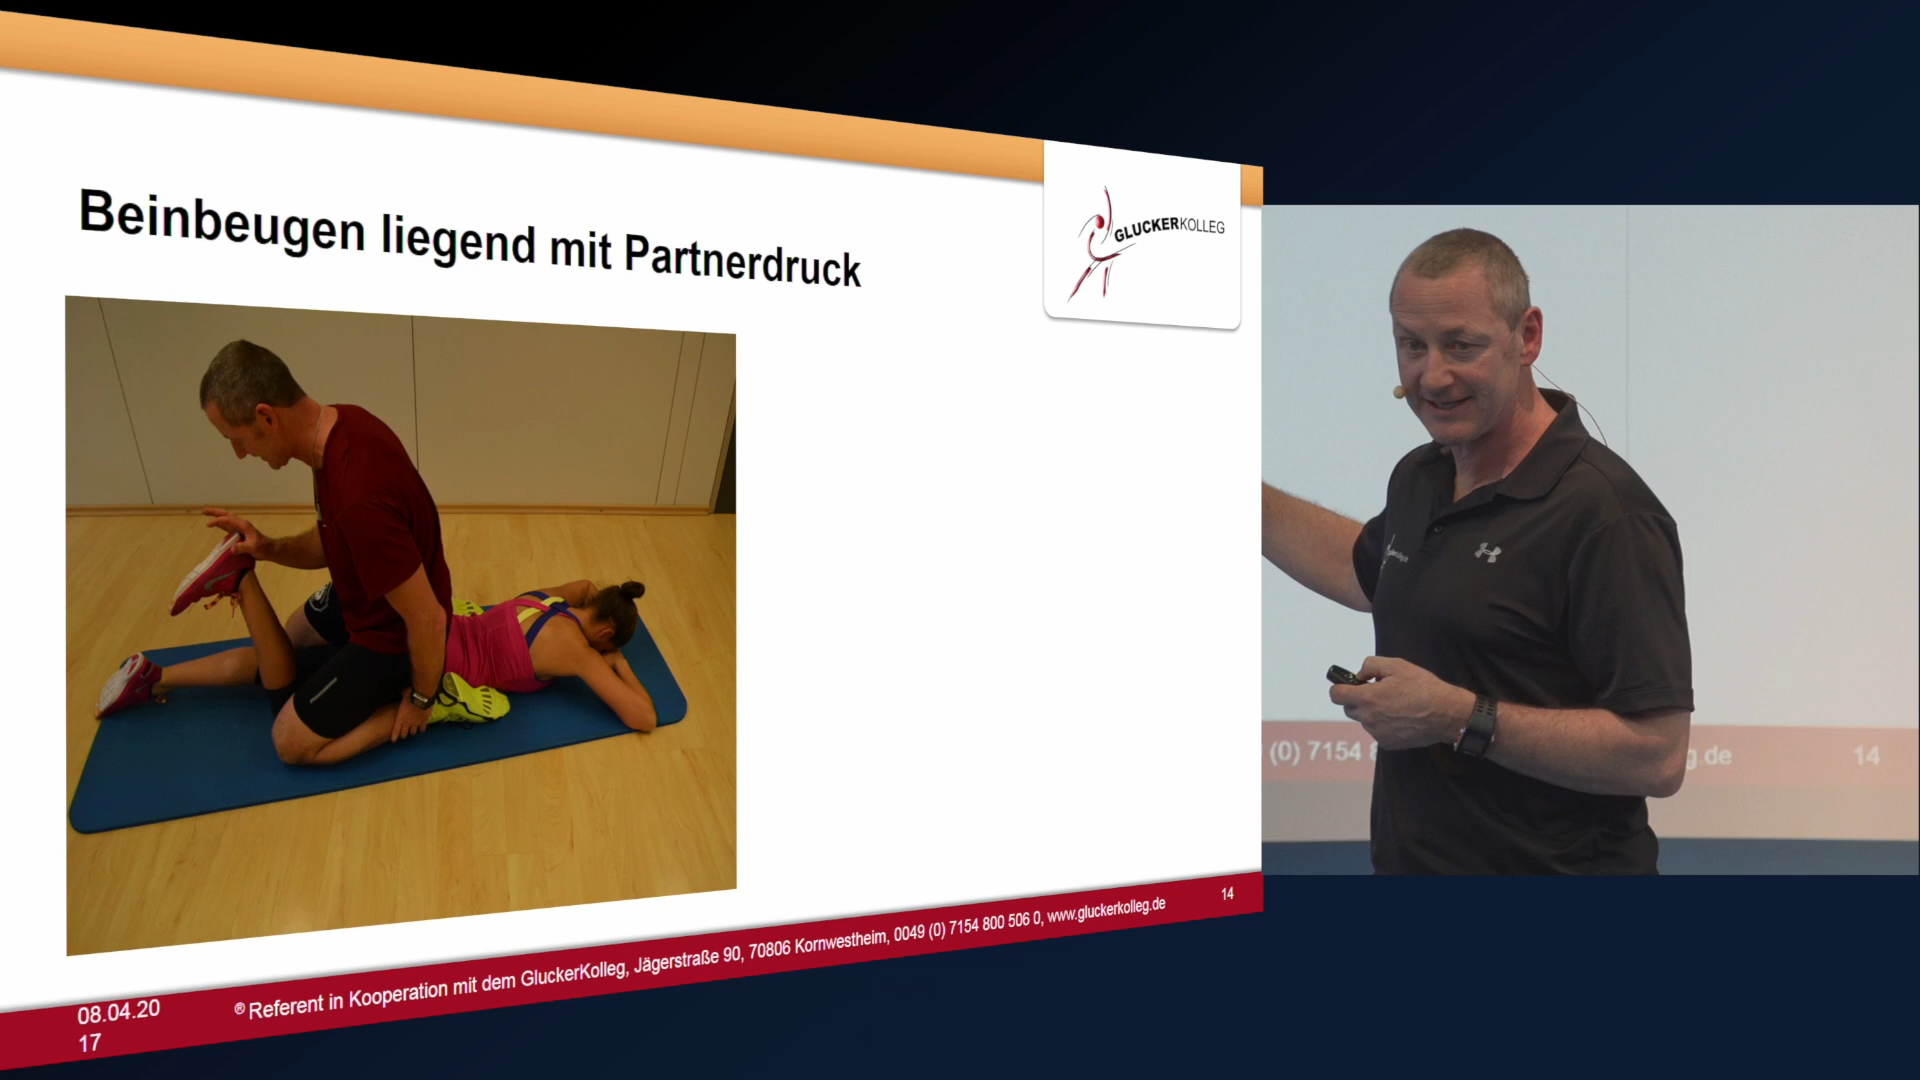 Beinbeugen liegend mit Partnerdruck
GLUCKERKOLLEG
08.04.20
17
® Referent in Kooperation mit dem GluckerKolleg, Jägerstraße 90, 70806 Kornwestheim, 0049 (0) 7154 800 506 0, www.gluckerkolleg.de
14
(0) 7154 8
g.de
14